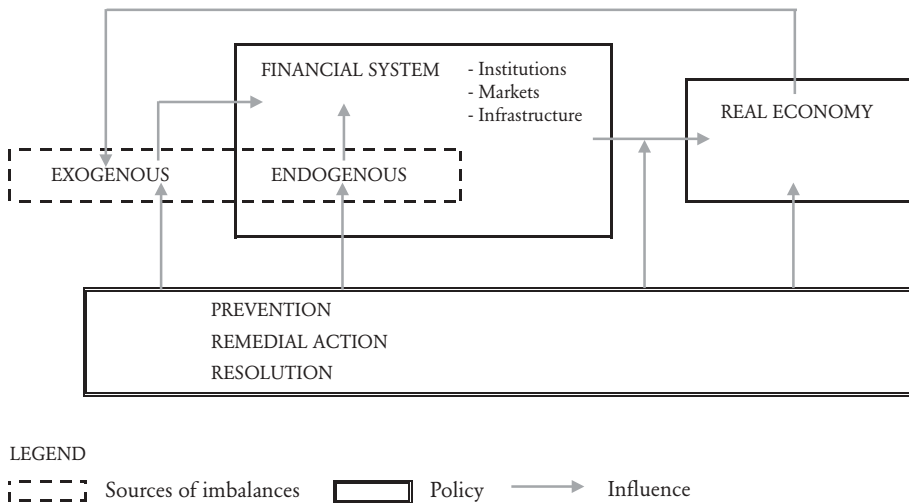 FINANCIAL SYSTEM
- Institutions
- Markets
- Infrastructure
REAL ECONOMY
EXOGENOUS
ENDOGENOUS
PREVENTION
REMEDIAL ACTION
RESOLUTION
LEGEND
Sources of imbalances
Policy
Influence